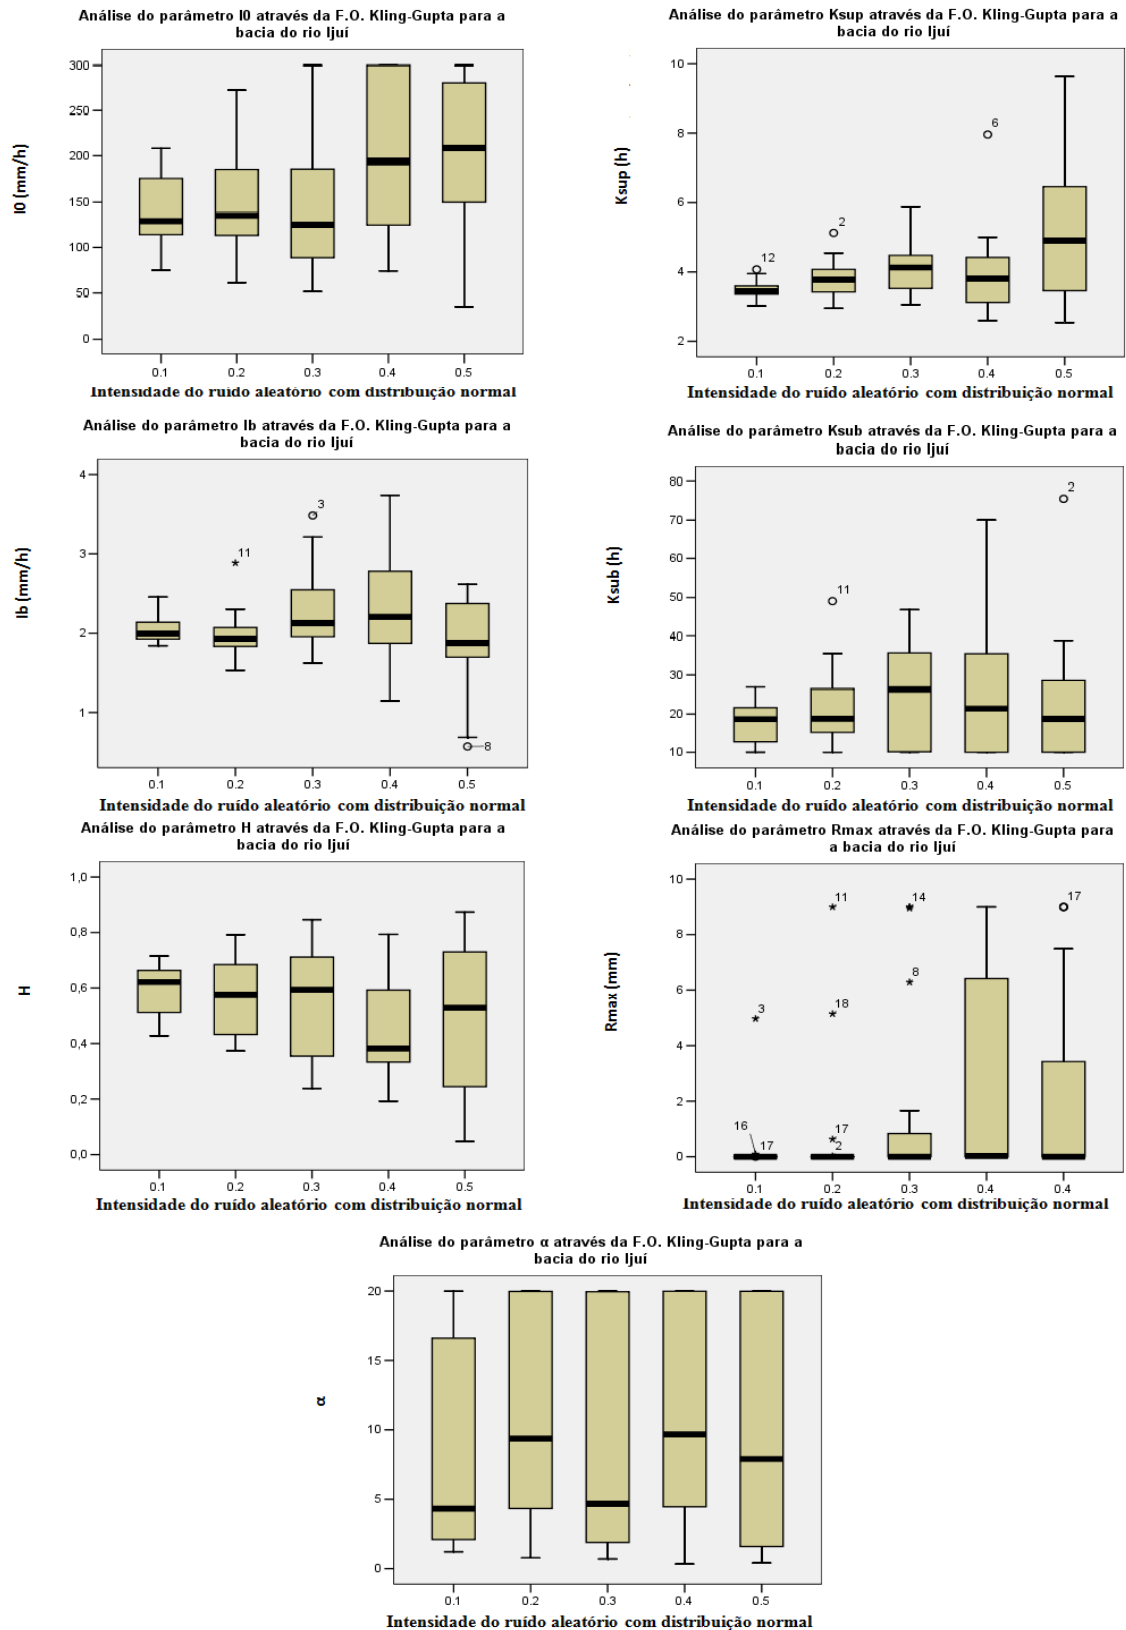 Análise do parâmetro I0 através da F.O. Kling-Gupta para a
bacia do rio Ijuí
300
250
200
150
100
50
0
I0 (mm/h)
0.1 0.2 0.3 0.4 0.5
Intensidade do ruído aleatório com distribuição normal
Análise do parâmetro Ksup através da F.O. Kling-Gupta para a
bacia do rio Ijuí
10
8
6
4
2
Ksup (h)
12
2
6
0.1 0.2 0.3 0.4 0.5
Intensidade do ruído aleatório com distribuição normal
Análise do parâmetro Ib através da F.O. Kling-Gupta para a
bacia do rio Ijuí
4
3
2
1
Ib (mm/h)
11
3
8
0.1 0.2 0.3 0.4 0.5
Intensidade do ruído aleatório com distribuição normal
Análise do parâmetro Ksub através da F.O. Kling-Gupta para a
bacia do rio Ijuí
80
70
60
50
40
30
20
10
Ksub (h)
11
2
0.1 0.2 0.3 0.4 0.5
Intensidade do ruído aleatório com distribuição normal
Análise do parâmetro H através da F.O. Kling-Gupta para a
bacia do rio Ijuí
1,0
0,8
0,6
0,4
0,2
0,0
H
0.1 0.2 0.3 0.4 0.5
Intensidade do ruído aleatório com distribuição normal
Análise do parâmetro Rmax através da F.O. Kling-Gupta para
a bacia do rio Ijuí
10
8
6
4
2
0
Rmax (mm)
3
16
17
11
18
17
2
14
8
17
0.1 0.2 0.3 0.4 0.4
Intensidade do ruído aleatório com distribuição normal
Análise do parâmetro α através da F.O. Kling-Gupta para a
bacia do rio Ijuí
20
15
10
5
0
α
0.1 0.2 0.3 0.4 0.5
Intensidade do ruído aleatório com distribuição normal